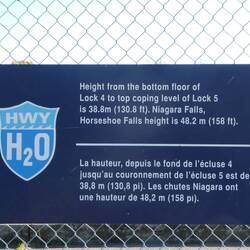 HWY
H2O
Height from the bottom floor of
Lock 4 to top coping level of Lock 5
is 38.8m (130.8 ft). Niagara Falls,
Horseshoe Falls height is 48.2 m (158 ft).
La hauteur, depuis le fond de l'écluse 4
jusqu'au couronnement de l'écluse 5 est de
38,8 m (130,8 pi). Les chutes Niagara ont
une hauteur de 48,2 m (158 pi).